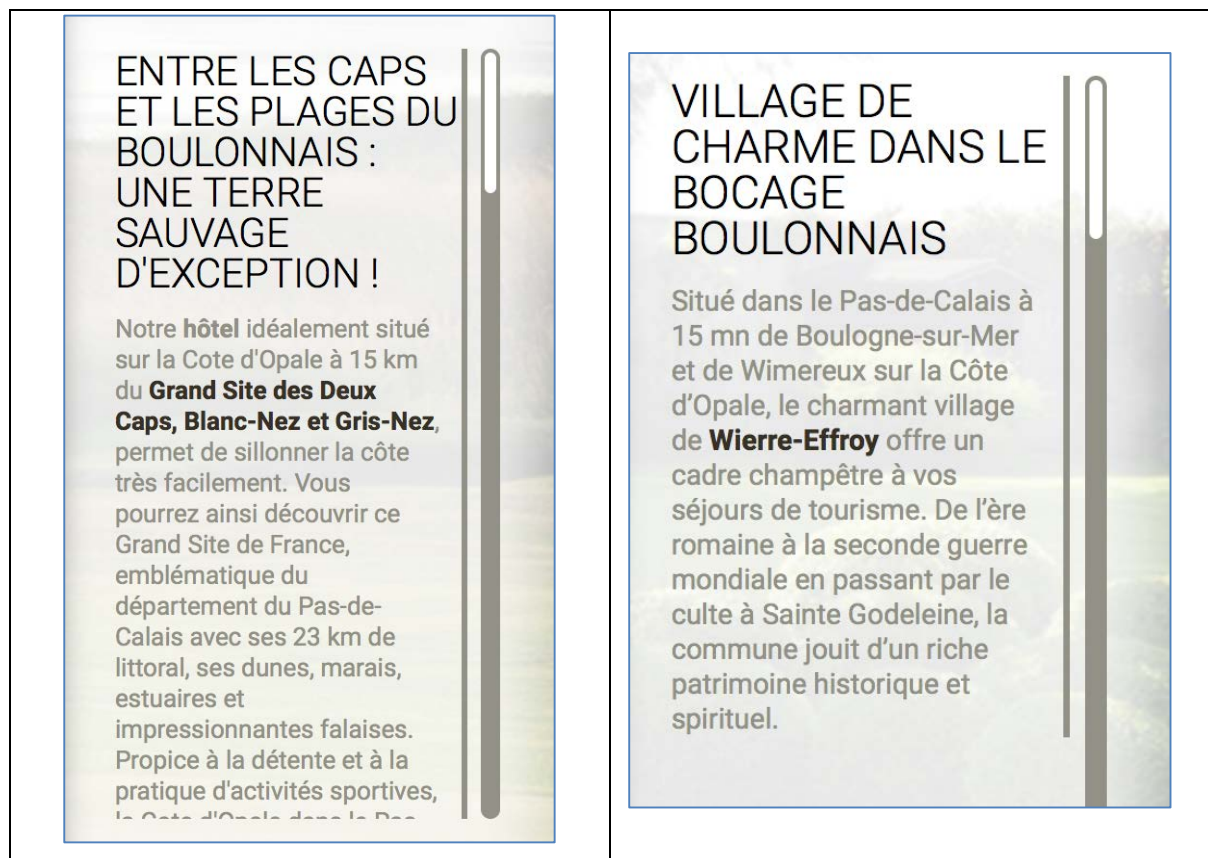 ENTRE LES CAPS
ET LES PLAGES DU
BOULONNAIS :
UNE TERRE
SAUVAGE
D'EXCEPTION !
Notre hôtel idéalement situé
sur la Cote d'Opale à 15 km
du Grand Site des Deux
Caps, Blanc-Nez et Gris-Nez,
permet de sillonner la côte
très facilement. Vous
pourrez ainsi découvrir ce
Grand Site de France,
emblématique du
département du Pas-de-
Calais avec ses 23 km de
littoral, ses dunes, marais,
estuaires et
impressionnantes falaises.
Propice à la détente et à la
pratique d'activités sportives,
la Cote d'Opale dans le Pas
VILLAGE DE
CHARME DANS LE
BOCAGE
BOULONNAIS
Situé dans le Pas-de-Calais à
15 mn de Boulogne-sur-Mer
et de Wimereux sur la Côte
d’Opale, le charmant village
de Wierre-Effroy offre un
cadre champêtre à vos
séjours de tourisme. De l’ère
romaine à la seconde guerre
mondiale en passant par le
culte à Sainte Godeleine, la
commune jouit d’un riche
patrimoine historique et
spirituel.